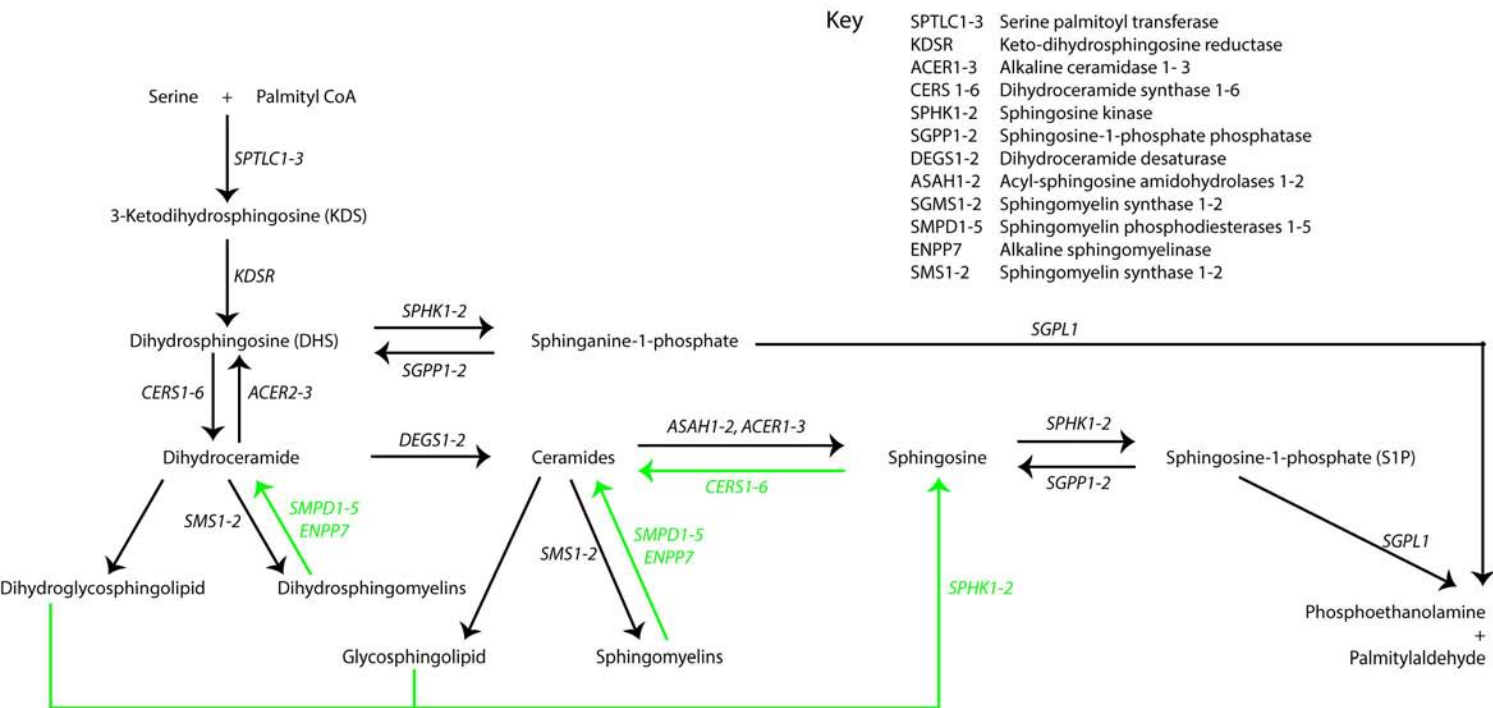 Key
SPTLC1-3 Serine palmitoyl transferase
KDSR Keto-dihydrosphingosine reductase
ACER1-3 Alkaline ceramidase 1- 3
CERS 1-6 Dihydroceramide synthase 1-6
SPHK1-2 Sphingosine kinase
SGPP1-2 Sphingosine-1-phosphate phosphatase
DEGS1-2 Dihydroceramide desaturase
ASAH1-2 Acyl-sphingosine amidohydrolases 1-2
SGMS1-2 Sphingomyelin synthase 1-2
SMPD1-5 Sphingomyelin phosphodiesterases 1-5
ENPP7 Alkaline sphingomyelinase
SMS1-2 Sphingomyelin synthase 1-2
Serine + Palmityl CoA
SPTLC1-3
3-Ketodihydrosphingosine (KDS)
KDSR
Dihydrosphingosine (DHS)
SPHK1-2
SGPP1-2
Sphinganine-1-phosphate
SGPL1
CERS1-6
ACER2-3
Dihydroceramide
DEGS1-2
Ceramides
ASAH1-2, ACER1-3
CERS1-6
Sphingosine
SPHK1-2
SGPP1-2
Sphingosine-1-phosphate (S1P)
SMS1-2
SMPD1-5
ENPP7
SMS1-2
SMPD1-5
ENPP7
SPHK1-2
SGPL1
Dihydroglycosphingolipid
Dihydrosphingomyelins
Glycosphingolipid
Sphingomyelins
Phosphoethanolamine
+
Palmitylaldehyde